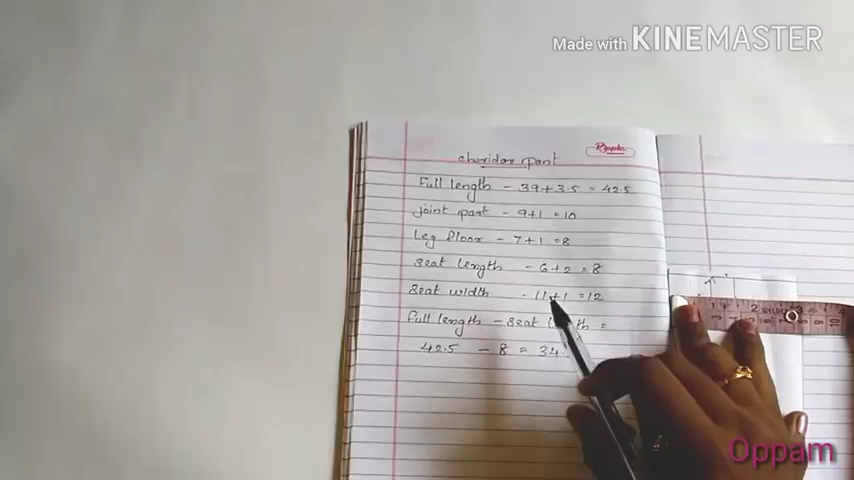 Made with KINEMASTER
Ripple
churidar pant
Full length - 39+3.5 = 42.5
joint part - 9+1 = 10
Leg floor - 7+1 = 8
seat length - 6+2 = 8
seat width - 11+1 = 12
Full length - seat length =
42.5 - 8 = 34.
Oppam